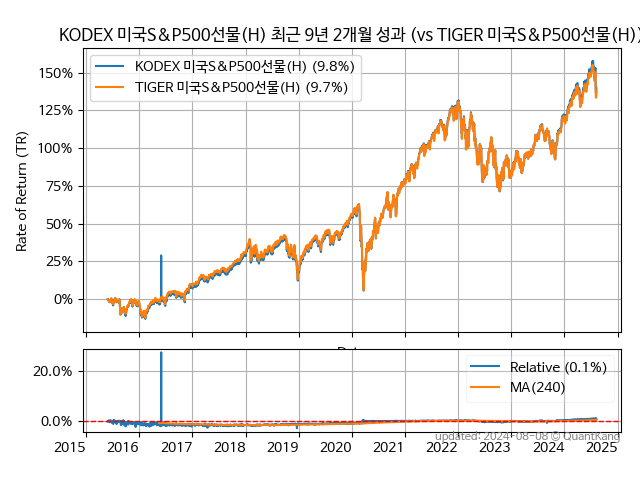 KODEX 미국S&P500선물(H) 최근 9년 2개월 성과 (vs TIGER 미국S&P500선물(H))
KODEX 미국S&P500선물(H) (9.8%)
TIGER 미국S&P500선물(H) (9.7%)
Rate of Return (TR)
150%
125%
100%
75%
50%
25%
0%
Relative (0.1%)
MA(240)
20.0%
0.0%
2015 2016 2017 2018 2019 2020 2021 2022 2023 2024 2025
updated: 2024-08-08 © QuantKang